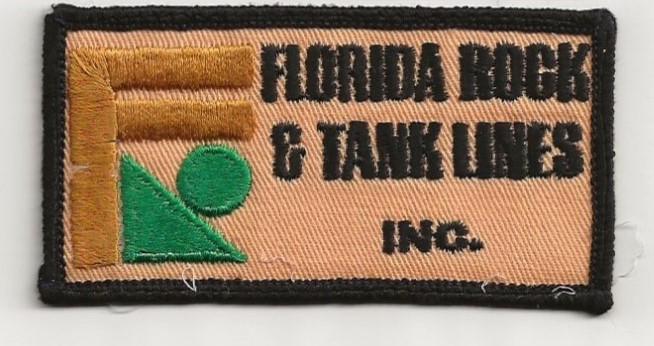 FLORIDA ROCK
& TANK LINES
INC.